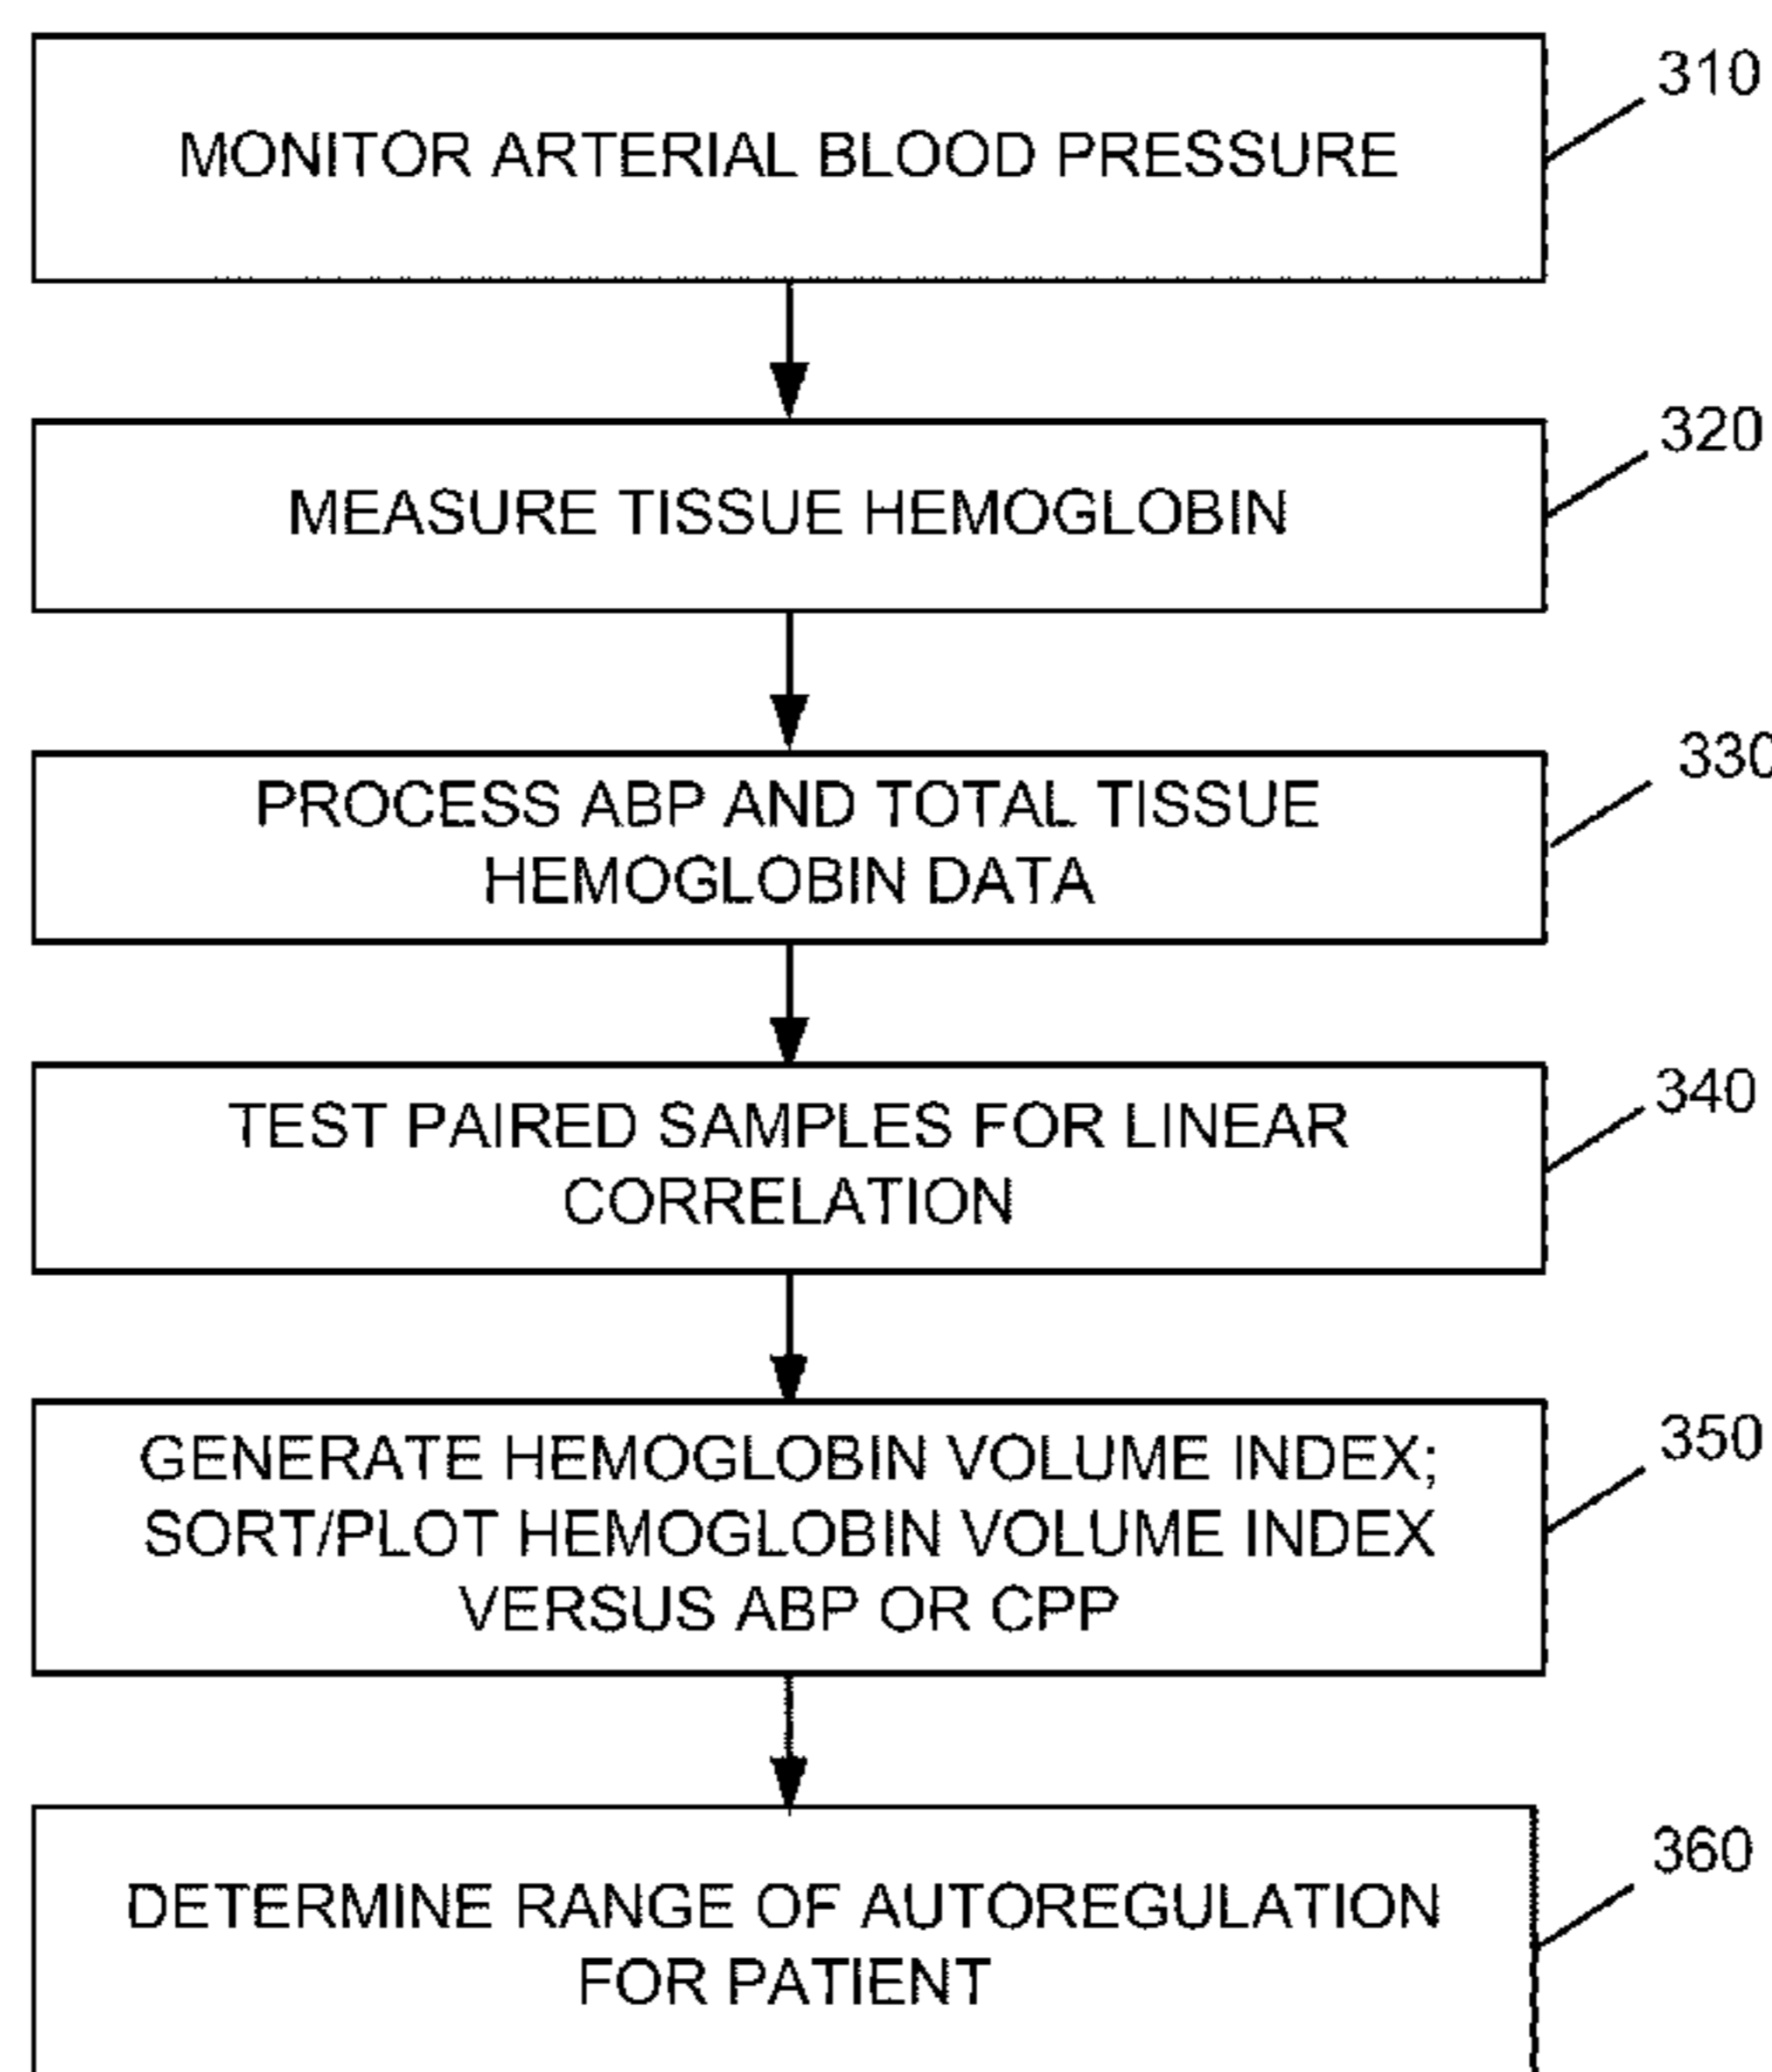 310
MONITOR ARTERIAL BLOOD PRESSURE
320
MEASURE TISSUE HEMOGLOBIN
330
PROCESS ABP AND TOTAL TISSUE
HEMOGLOBIN DATA
340
TEST PAIRED SAMPLES FOR LINEAR
CORRELATION
350
GENERATE HEMOGLOBIN VOLUME INDEX;
SORT/PLOT HEMOGLOBIN VOLUME INDEX
VERSUS ABP OR CPP
360
DETERMINE RANGE OF AUTOREGULATION
FOR PATIENT